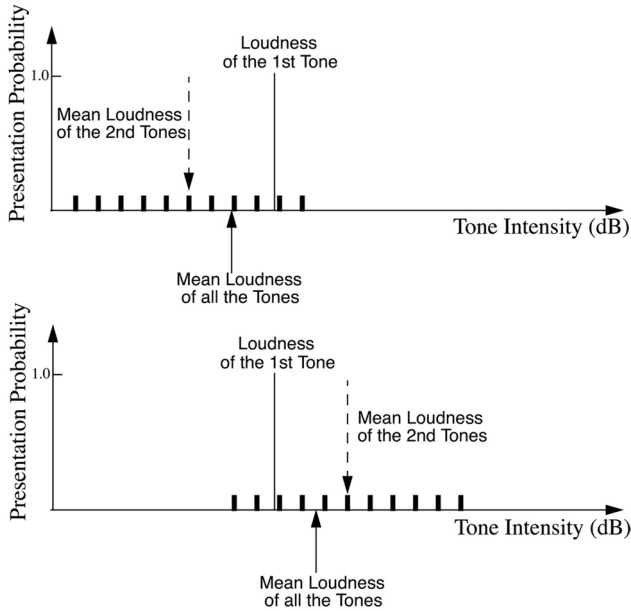 Presentation Probability
1.0
Loudness
of the 1st Tone
Mean Loudness
of the 2nd Tones
Tone Intensity (dB)
Mean Loudness
of all the Tones
Presentation Probability
1.0
Loudness
of the 1st Tone
Mean Loudness
of the 2nd Tones
Tone Intensity (dB)
Mean Loudness
of all the Tones